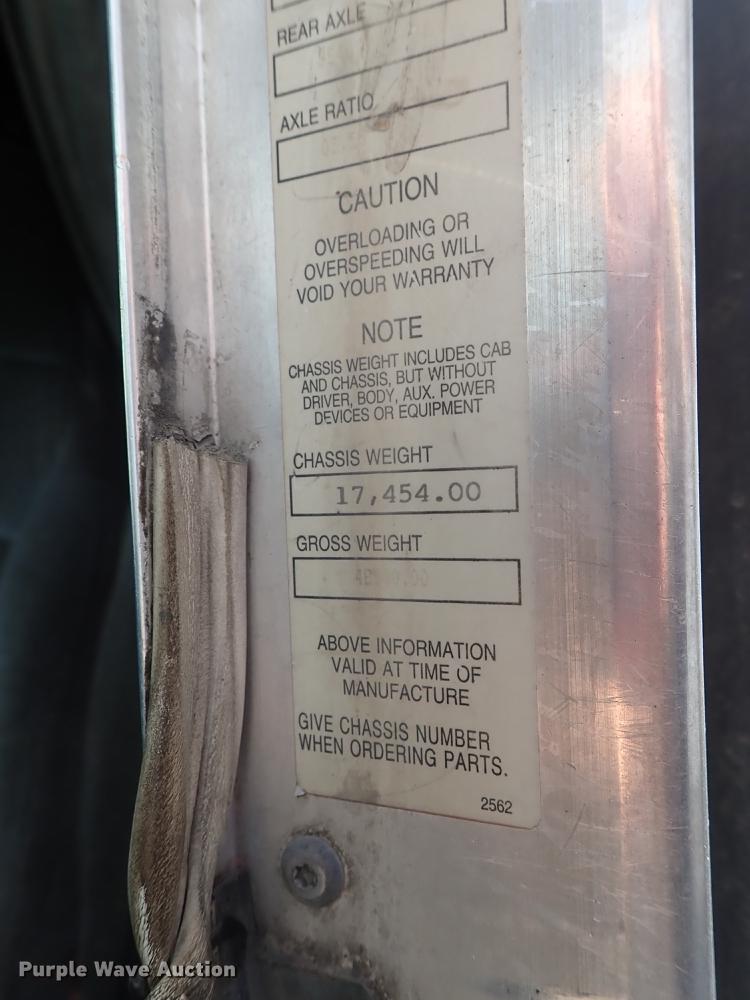 REAR AXLE
AXLE RATIO
CAUTION
OVERLOADING OR
OVERSPEEDING WILL
VOID YOUR WARRANTY
NOTE
CHASSIS WEIGHT INCLUDES CAB
AND CHASSIS, BUT WITHOUT
DRIVER, BODY, AUX. POWER
DEVICES OR EQUIPMENT
CHASSIS WEIGHT
17,454.00
GROSS WEIGHT
ABOVE INFORMATION
VALID AT TIME OF
MANUFACTURE
GIVE CHASSIS NUMBER
WHEN ORDERING PARTS.
2562
Purple Wave Auction